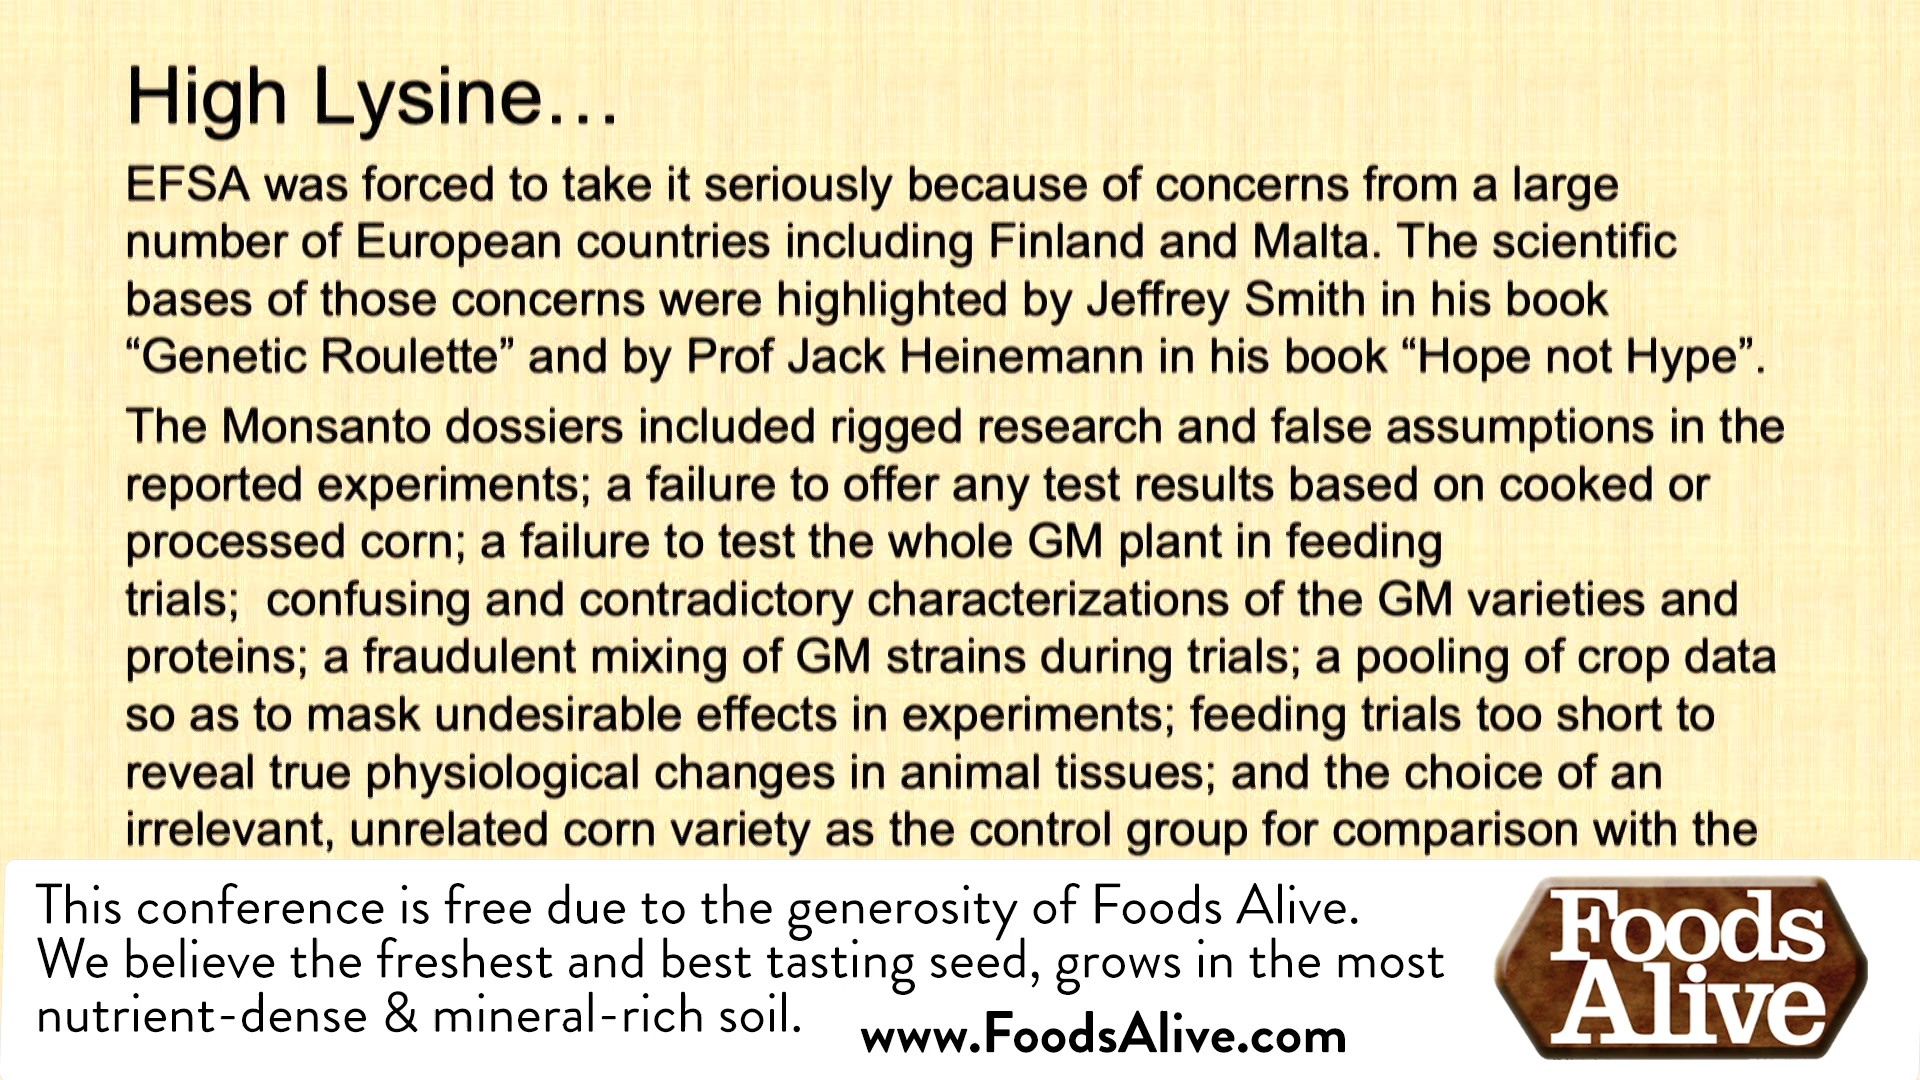 High Lysine…
EFSA was forced to take it seriously because of concerns from a large
number of European countries including Finland and Malta. The scientific
bases of those concerns were highlighted by Jeffrey Smith in his book
“Genetic Roulette” and by Prof Jack Heinemann in his book “Hope not Hype”.
The Monsanto dossiers included rigged research and false assumptions in the
reported experiments; a failure to offer any test results based on cooked or
processed corn; a failure to test the whole GM plant in feeding
trials;  confusing and contradictory characterizations of the GM varieties and
proteins; a fraudulent mixing of GM strains during trials; a pooling of crop data
so as to mask undesirable effects in experiments; feeding trials too short to
reveal true physiological changes in animal tissues; and the choice of an
irrelevant, unrelated corn variety as the control group for comparison with the
This conference is free due to the generosity of Foods Alive.
We believe the freshest and best tasting seed, grows in the most
nutrient-dense & mineral-rich soil.
www.FoodsAlive.com
Foods
Alive